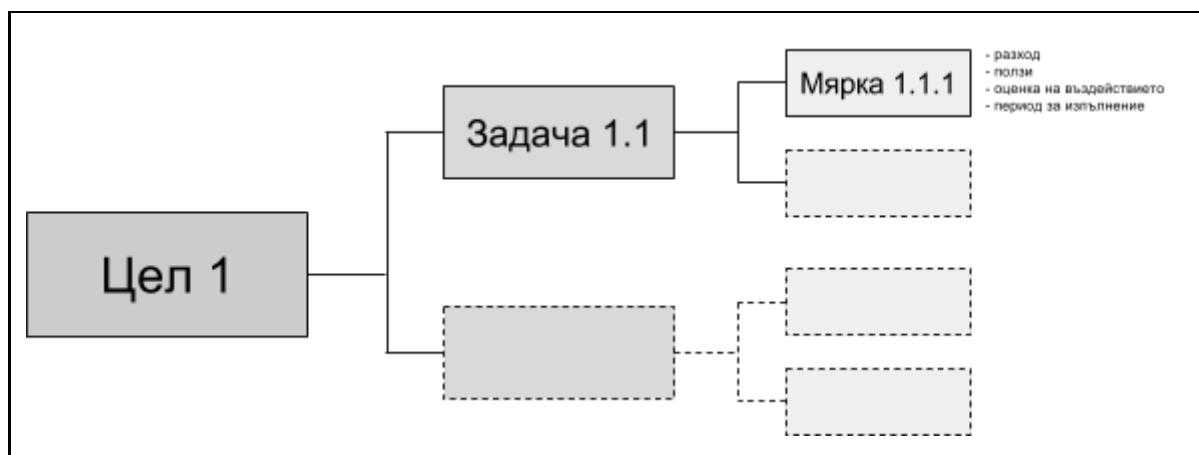 Цел 1
Задача 1.1
Мярка 1.1.1
- разход
- ползи
- оценка на въздействието
- период за изпълнение